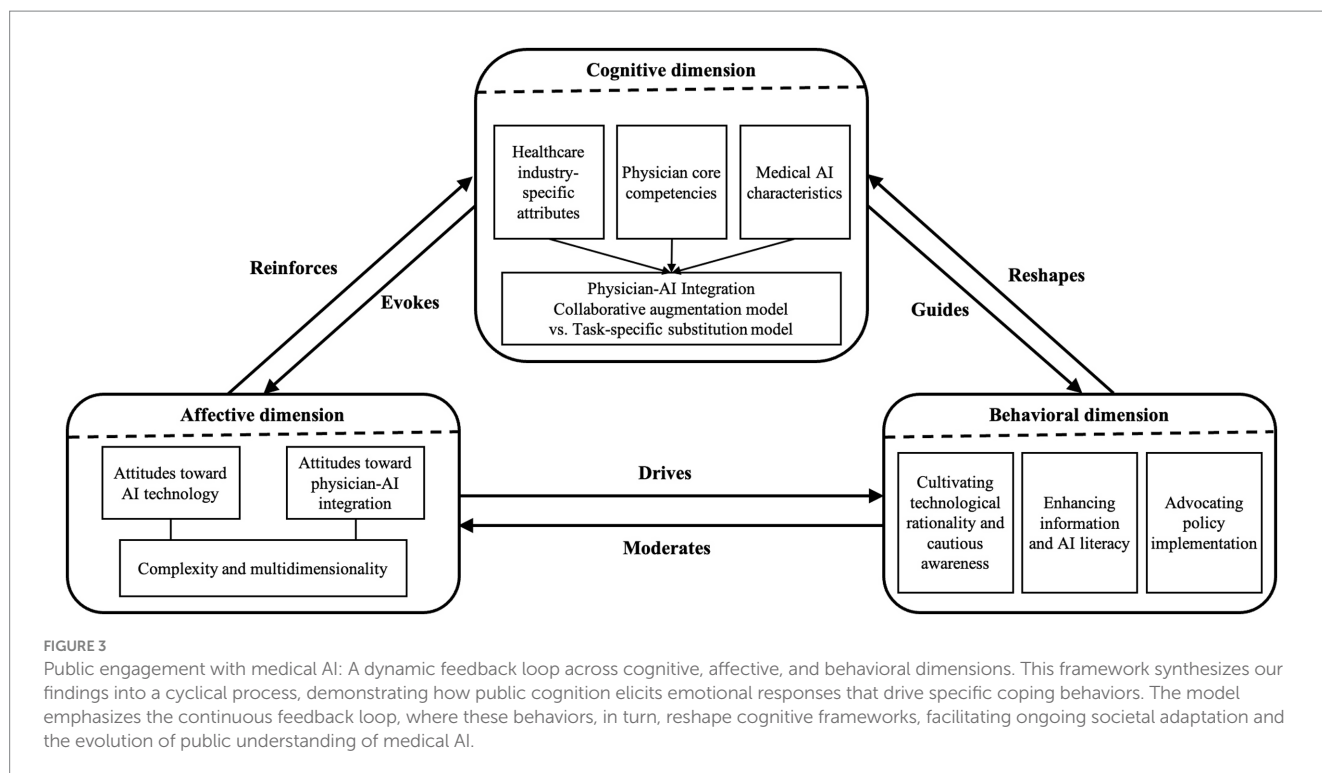 Cognitive dimension
Healthcare
industry-
specific
attributes
Physician core
competencies
Medical AI
characteristics
Physician-AI Integration
Collaborative augmentation model
vs. Task-specific substitution model
Reinforces
Evokes
Reshapes
Guides
Affective dimension
Attitudes toward
AI technology
Attitudes toward
physician-AI
integration
Complexity and multidimensionality
Drives
Moderates
Behavioral dimension
Cultivating
technological
rationality and
cautious
awareness
Enhancing
information
and AI literacy
Advocating
policy
implementation
FIGURE 3
Public engagement with medical AI: A dynamic feedback loop across cognitive, affective, and behavioral dimensions. This framework synthesizes our
findings into a cyclical process, demonstrating how public cognition elicits emotional responses that drive specific coping behaviors. The model
emphasizes the continuous feedback loop, where these behaviors, in turn, reshape cognitive frameworks, facilitating ongoing societal adaptation and
the evolution of public understanding of medical AI.